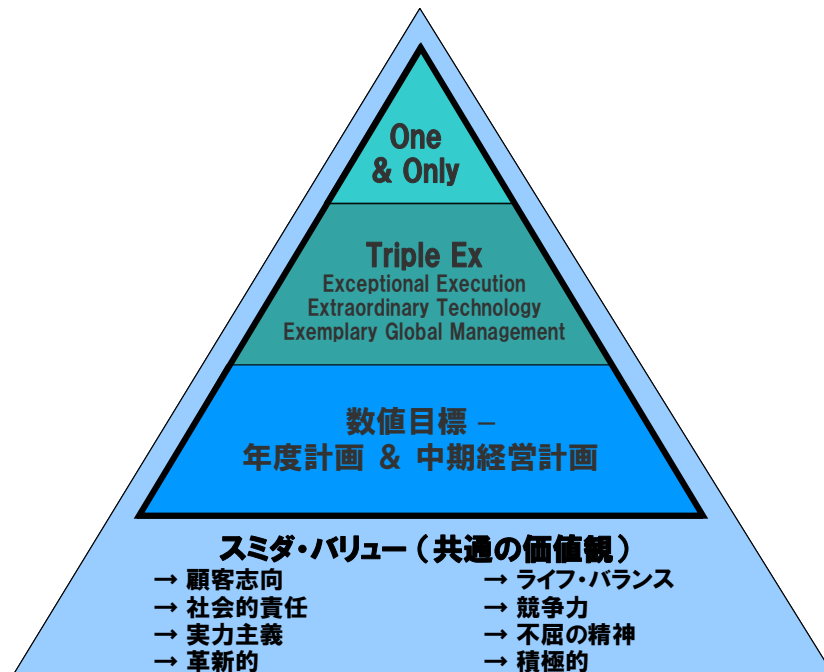 One
& Only
Triple Ex
Exceptional Execution
Extraordinary Technology
Exemplary Global Management
数値目標 –
年度計画 & 中期経営計画
スミダ・バリュー(共通の価値観)
→ 顧客志向
→ 社会的責任
→ 実力主義
→ 革新的
→ ライフ・バランス
→ 競争力
→ 不屈の精神
→ 積極的